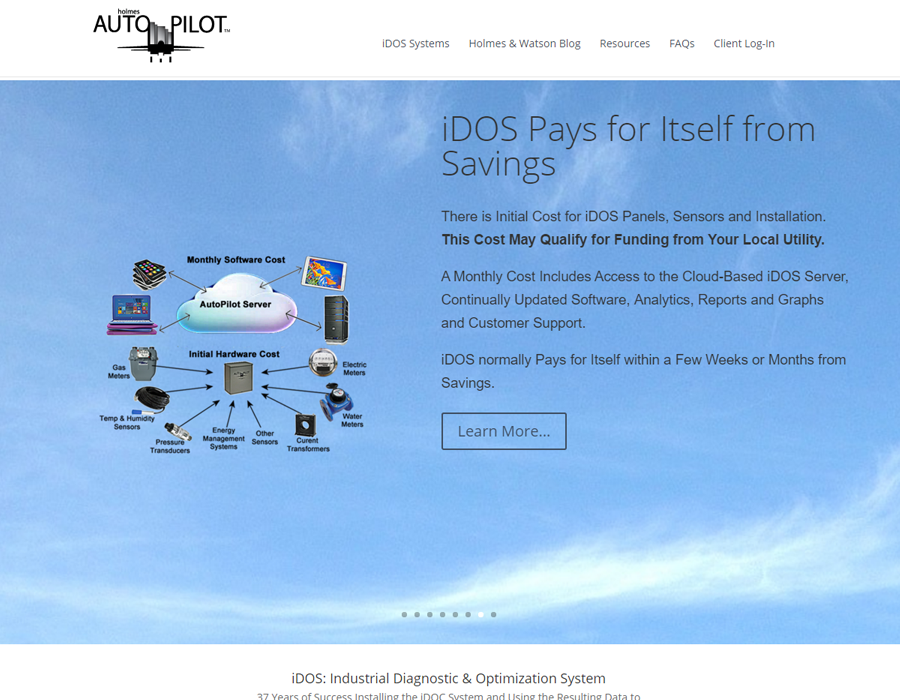 holmes
AUTO PILOT™
iDOS Systems
Holmes & Watson Blog
Resources
FAQs
Client Log-In
iDOS Pays for Itself from
Savings
There is Initial Cost for iDOS Panels, Sensors and Installation.
This Cost May Qualify for Funding from Your Local Utility.
A Monthly Cost Includes Access to the Cloud-Based iDOS Server,
Continually Updated Software, Analytics, Reports and Graphs
and Customer Support.
iDOS normally Pays for Itself within a Few Weeks or Months from
Savings.
Learn More...
Monthly Software Cost
AutoPilot Server
Initial Hardware Cost
Gas
Meters
Electric
Meters
Temp & Humidity
Sensors
Water
Meters
Pressure
Transducers
Energy
Management
Systems
Other
Sensors
Curent
Transformers
iDOS: Industrial Diagnostic & Optimization System
37 Years of Success Installing the iDOC System and Using the Resulting Data to